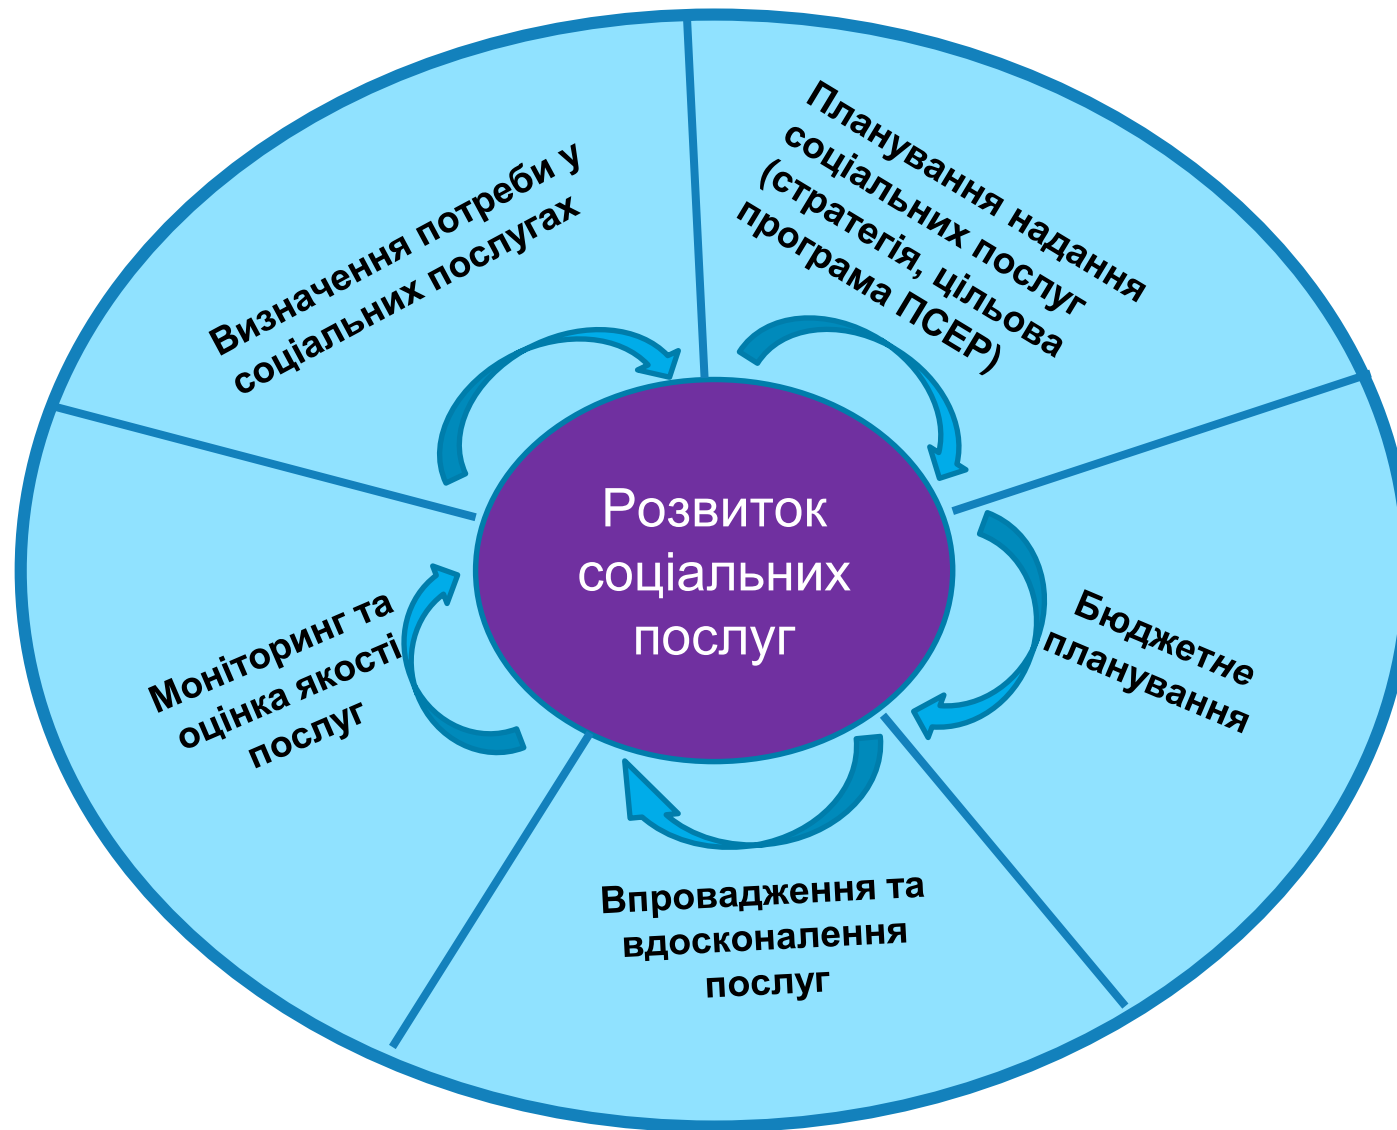 Визначення потреби у
соціальних послугах
Планування надання
соціальних послуг
(стратегія, цільова
програма ПСЕР)
Розвиток
соціальних
послуг
Бюджетне
планування
Моніторинг та
оцінка якості
послуг
Впровадження та
вдосконалення
послуг